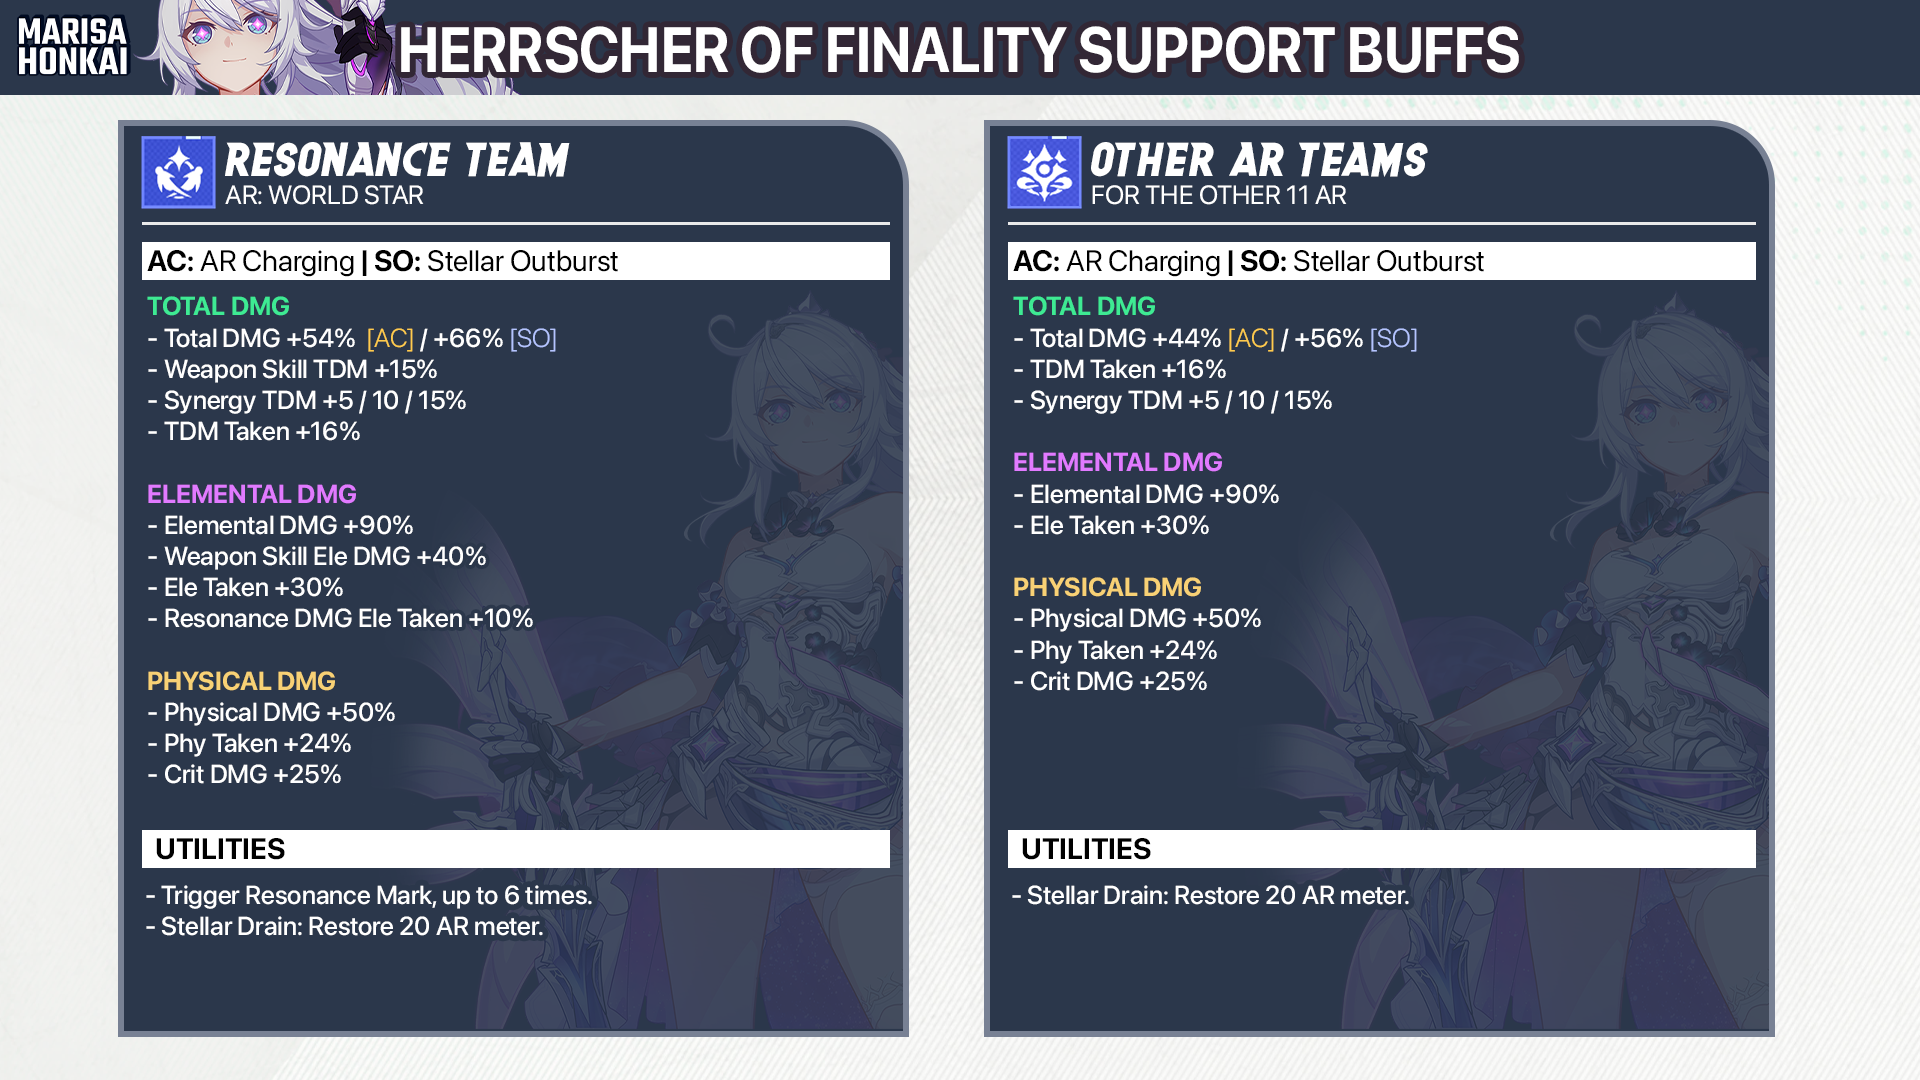 MARISA
HONKAI
HERRSCHER OF FINALITY SUPPORT BUFFS
RESONANCE TEAM
AR: WORLD STAR
AC: AR Charging | SO: Stellar Outburst
TOTAL DMG
- Total DMG +54% [AC] / +66% [SO]
- Weapon Skill TDM +15%
- Synergy TDM +5 / 10 / 15%
- TDM Taken +16%
ELEMENTAL DMG
- Elemental DMG +90%
- Weapon Skill Ele DMG +40%
- Ele Taken +30%
- Resonance DMG Ele Taken +10%
PHYSICAL DMG
- Physical DMG +50%
- Phy Taken +24%
- Crit DMG +25%
UTILITIES
- Trigger Resonance Mark, up to 6 times.
- Stellar Drain: Restore 20 AR meter.
OTHER AR TEAMS
FOR THE OTHER 11 AR
AC: AR Charging | SO: Stellar Outburst
TOTAL DMG
- Total DMG +44% [AC] / +56% [SO]
- TDM Taken +16%
- Synergy TDM +5 / 10 / 15%
ELEMENTAL DMG
- Elemental DMG +90%
- Ele Taken +30%
PHYSICAL DMG
- Physical DMG +50%
- Phy Taken +24%
- Crit DMG +25%
UTILITIES
- Stellar Drain: Restore 20 AR meter.